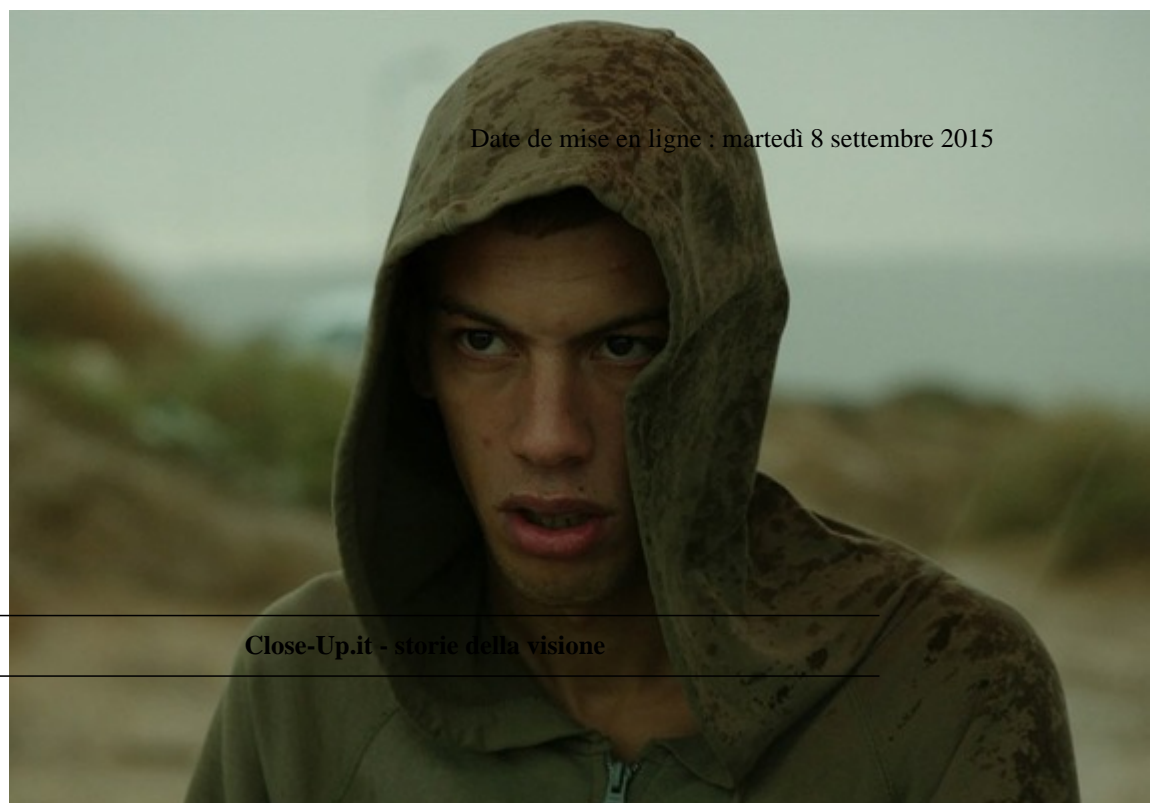 Date de mise en ligne : martedì 8 settembre 2015
Close-Up.it - storie della visione